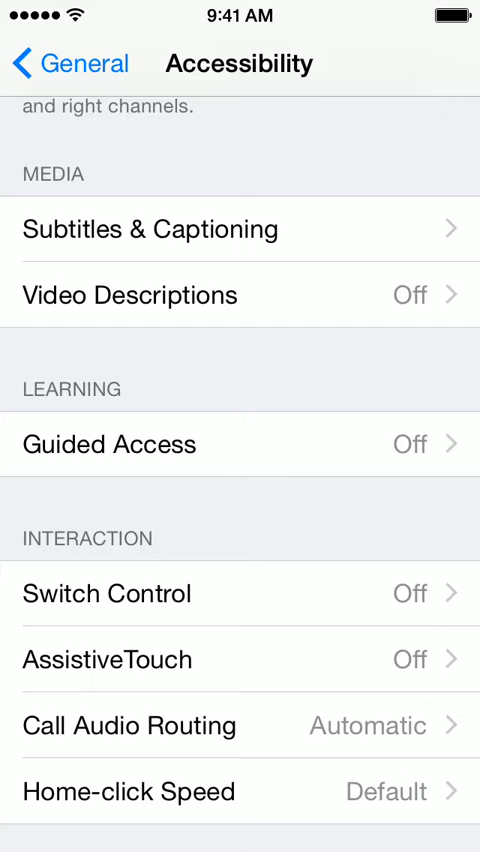 9:41 AM
General Accessibility
and right channels.
MEDIA
Subtitles & Captioning
Video Descriptions Off
LEARNING
Guided Access Off
INTERACTION
Switch Control Off
AssistiveTouch Off
Call Audio Routing Automatic
Home-click Speed Default